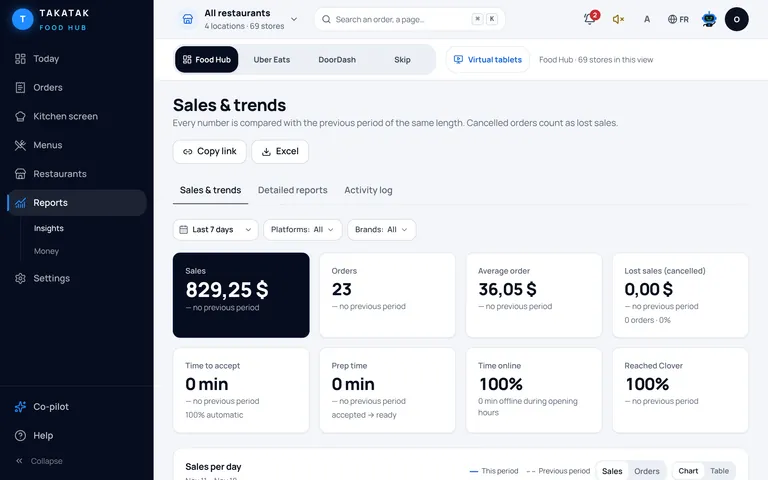 TAKATAK
FOOD HUB
T
Today
Orders
Kitchen screen
Menus
Restaurants
Reports
Insights
Money
Settings
Co-pilot
Help
Collapse
All restaurants
4 locations · 69 stores
Search an order, a page...
⌘ K
2
A
FR
O
Food Hub
Uber Eats
DoorDash
Skip
Virtual tablets
Food Hub · 69 stores in this view
Sales & trends
Every number is compared with the previous period of the same length. Cancelled orders count as lost sales.
Copy link
Excel
Sales & trends
Detailed reports
Activity log
Last 7 days
Platforms: All
Brands: All
Sales
829,25 $
— no previous period
Orders
23
— no previous period
Average order
36,05 $
— no previous period
Lost sales (cancelled)
0,00 $
— no previous period
0 orders · 0%
Time to accept
0 min
— no previous period
100% automatic
Prep time
0 min
— no previous period
accepted → ready
Time online
100%
0 min offline during opening
hours
Reached Clover
100%
— no previous period
Sales per day
This period
Previous period
Sales
Orders
Chart
Table